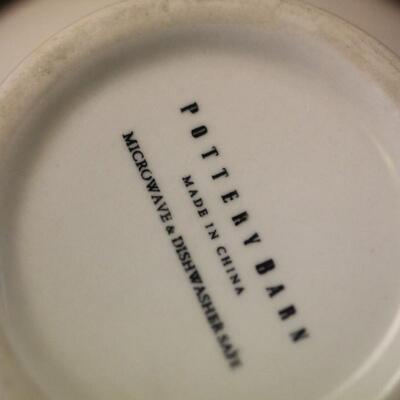 POTTERY BARN
MADE IN CHINA
MICROWAVE & DISHWASHER SAFE